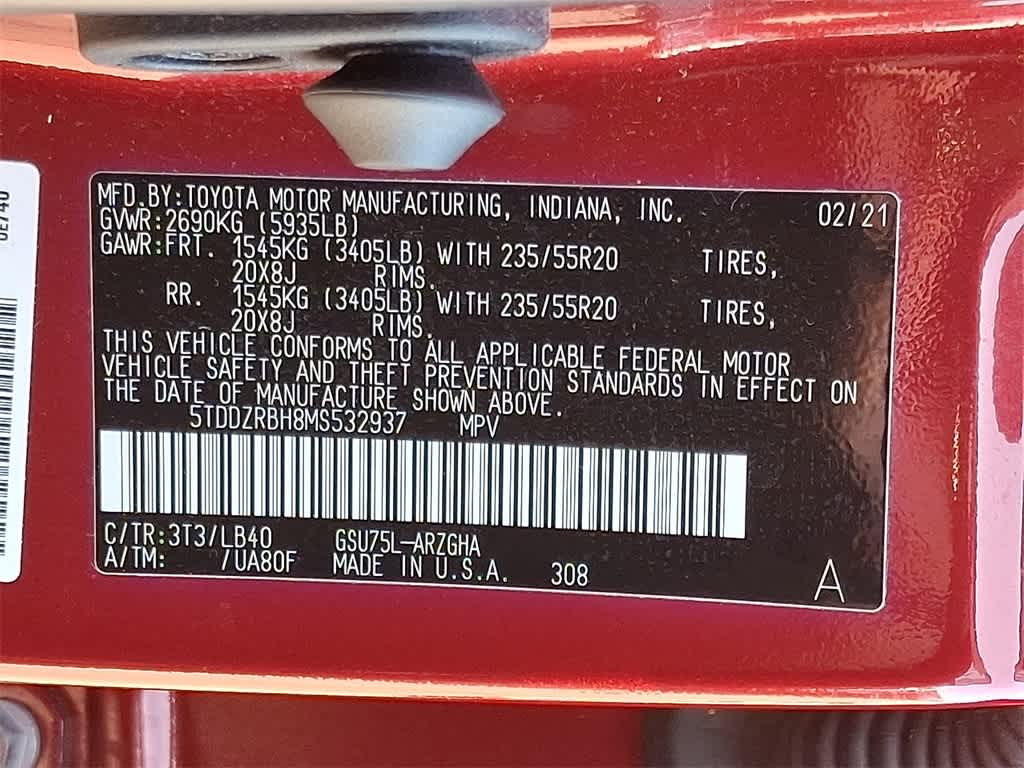 MFD.BY:TOYOTA MOTOR MANUFACTURING, INDIANA, INC. 02/21
GVWR:2690KG (5935LB)
GAWR:FRT. 1545KG (3405LB) WITH 235/55R20 TIRES,
20X8J RIMS.
RR. 1545KG (3405LB) WITH 235/55R20 TIRES,
20X8J RIMS.
THIS VEHICLE CONFORMS TO ALL APPLICABLE FEDERAL MOTOR
VEHICLE SAFETY AND THEFT PREVENTION STANDARDS IN EFFECT ON
THE DATE OF MANUFACTURE SHOWN ABOVE.
5TDDZRBH8MS532937 MPV
C/TR:3T3/LB40 GSU75L-ARZGHA
A/TM: /UA80F MADE IN U.S.A. 308 A